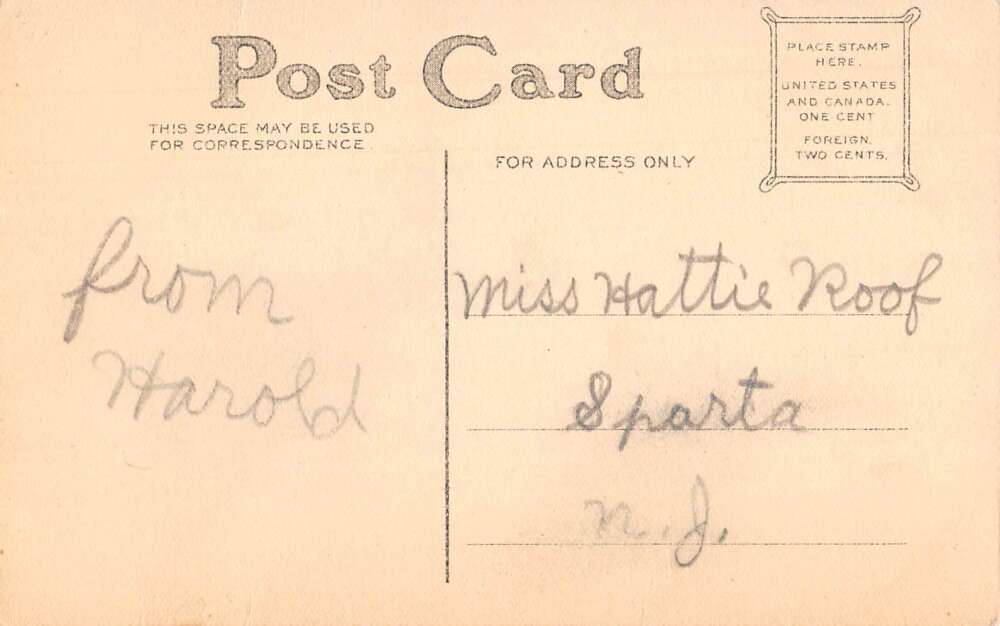 Post Card
THIS SPACE MAY BE USED
FOR CORRESPONDENCE.
FOR ADDRESS ONLY
PLACE STAMP
HERE.
UNITED STATES
AND CANADA.
ONE CENT
FOREIGN.
TWO CENTS.
from
Harold
Miss Hattie Roof
Sparta
N.J.